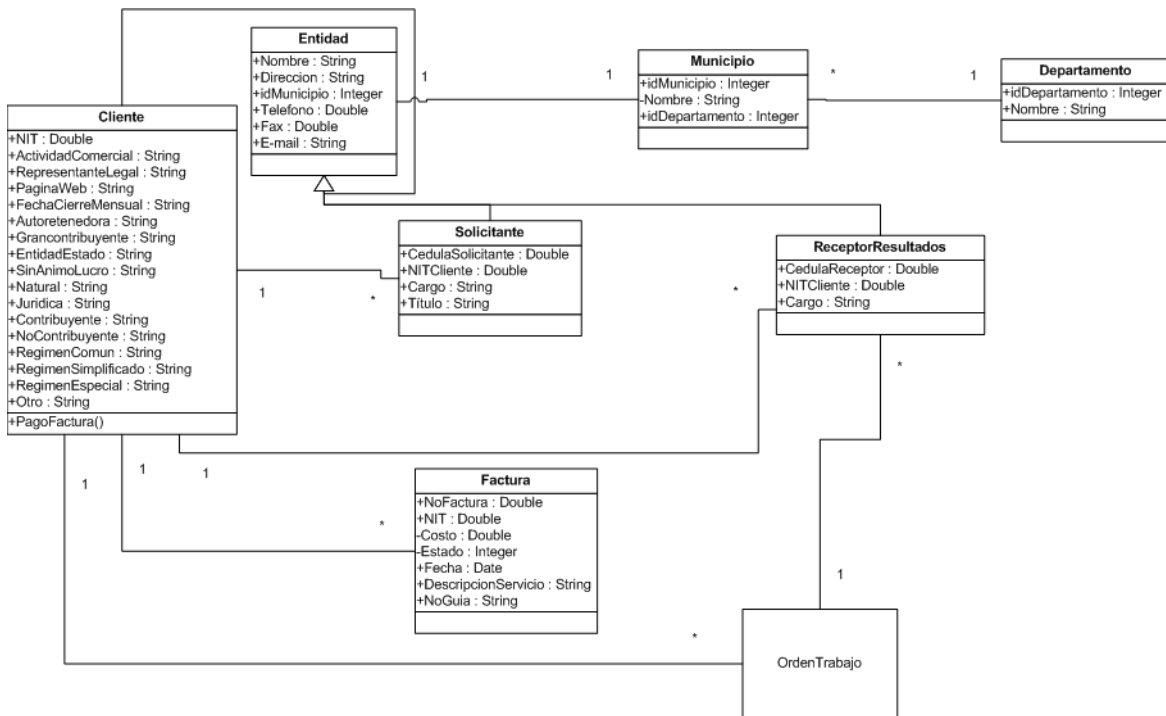 Entidad
+Nombre : String
+Direccion : String
+idMunicipio : Integer
+Telefono : Double
+Fax : Double
+E-mail : String
1
1
Municipio
+idMunicipio : Integer
-Nombre : String
+idDepartamento : Integer
*
1
Departamento
+idDepartamento : Integer
+Nombre : String
Cliente
+NIT : Double
+ActividadComercial : String
+RepresentanteLegal : String
+PaginaWeb : String
+FechaCierreMensual : String
+Autoretenedora : String
+Grancontribuyente : String
+EntidadEstado : String
+SinAnimoLucro : String
+Natural : String
+Juridica : String
+Contribuyente : String
+NoContribuyente : String
+RegimenComun : String
+RegimenSimplificado : String
+RegimenEspecial : String
+Otro : String
+PagoFactura()
Solicitante
+CedulaSolicitante : Double
+NITCliente : Double
+Cargo : String
+Título : String
1
*
ReceptorResultados
+CedulaReceptor : Double
+NITCliente : Double
+Cargo : String
*
*
1
1
1
Factura
+NoFactura : Double
+NIT : Double
-Costo : Double
-Estado : Integer
+Fecha : Date
+DescripcionServicio : String
+NoGuia : String
*
1
*
OrdenTrabajo